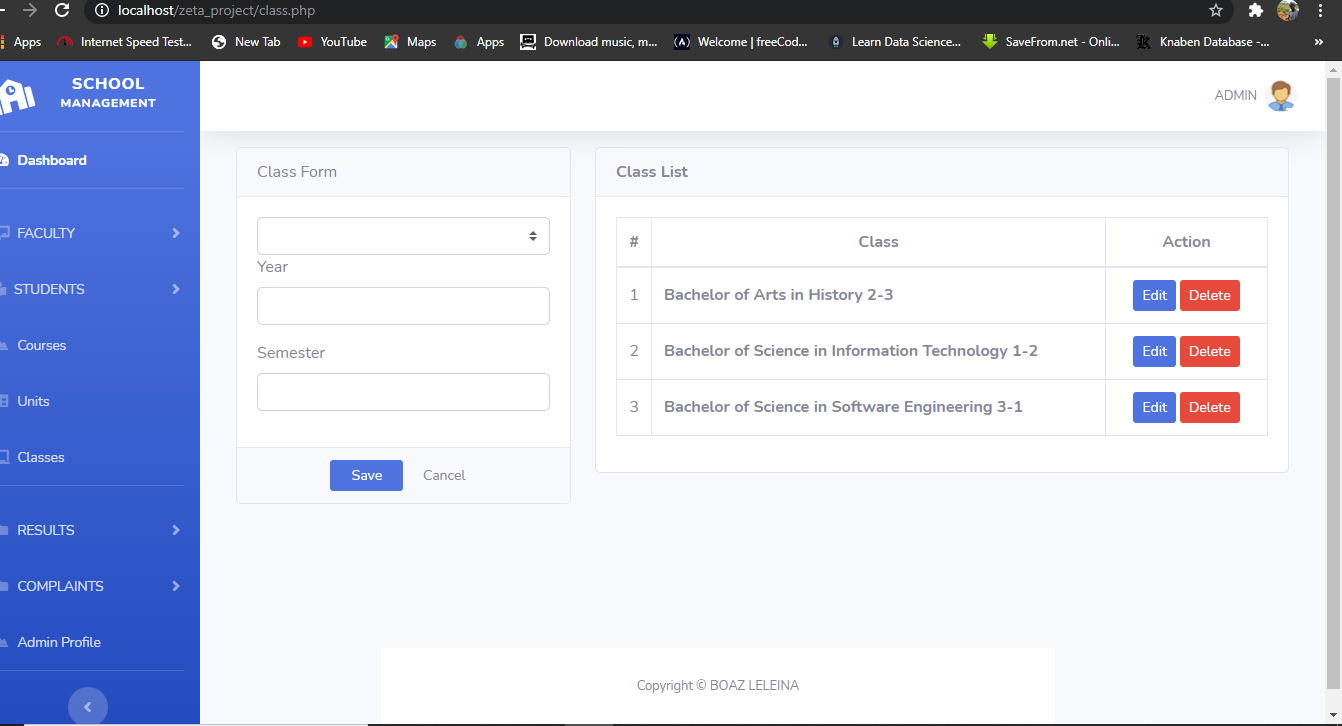 localhost/zeta_project/class.php
Apps Internet Speed Test... New Tab YouTube Maps Apps Download music, m... Welcome | freeCod... Learn Data Science... SaveFrom.net - Onli... Knaben Database -... »
SCHOOL
MANAGEMENT
ADMIN
Dashboard
FACULTY
STUDENTS
Courses
Units
Classes
RESULTS
COMPLAINTS
Admin Profile
Class Form
Year
Semester
Save Cancel
Class List
# Class Action
1 Bachelor of Arts in History 2-3 Edit Delete
2 Bachelor of Science in Information Technology 1-2 Edit Delete
3 Bachelor of Science in Software Engineering 3-1 Edit Delete
Copyright © BOAZ LELEINA